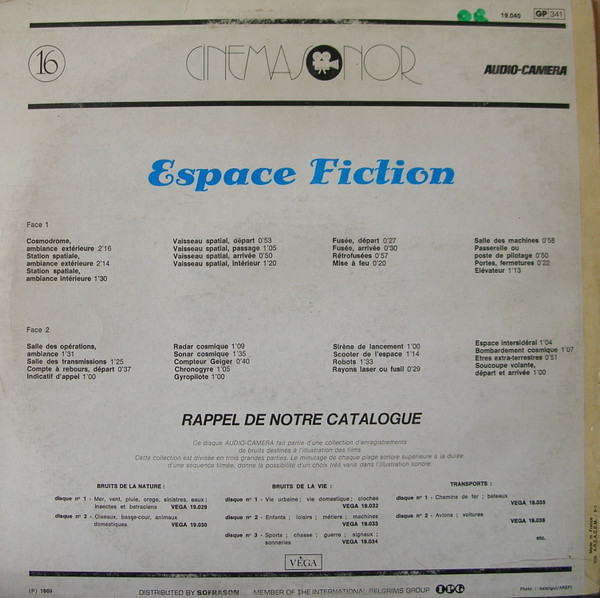 19.040 GP 341
16 CINEMASONOR AUDIO-CAMERA
Espace Fiction
Face 1
Cosmodrome,
ambiance extérieure 2'16
Station spatiale,
ambiance extérieure 2'14
Station spatiale,
ambiance intérieure 1'30
Vaisseau spatial, départ 0'53
Vaisseau spatial, passage 1'05
Vaisseau spatial, arrivée 0'50
Vaisseau spatial, intérieur 1'20
Fusée, départ 0'27
Fusée, arrivée 0'30
Rétrofusées 0'57
Mise à feu 0'20
Salle des machines 0'58
Passerelle ou
poste de pilotage 0'50
Portes, fermetures 0'22
Elévateur 1'13
Face 2
Salle des opérations,
ambiance 1'31
Salle des transmissions 1'25
Compte à rebours, départ 0'37
Indicatif d'appel 1'00
Radar cosmique 1'09
Sonar cosmique 1'35
Compteur Geiger 0'40
Chronogyre 1'05
Gyropilote 1'00
Sirène de lancement 1'00
Scooter de l'espace 1'14
Robots 1'33
Rayons laser ou fusil 0'29
Espace intersidéral 1'04
Bombardement cosmique 1'07
Etres extra-terrestres 0'51
Soucoupe volante,
départ et arrivée 1'00
RAPPEL DE NOTRE CATALOGUE
Ce disque AUDIO-CAMERA fait partie d'une collection d'enregistrements
de bruits destinés à l'illustration des films.
Cette collection est divisée en trois grandes parties. Le minutage de chaque plage sonore supérieure à la durée
d'une séquence filmée, donne la possibilité d'un choix très varié dans l'illustration sonore.
BRUITS DE LA NATURE :
disque n° 1 - Mer, vent, pluie, orage, sinistres, eaux ;
insectes et batraciens VEGA 19.029
disque n° 2 - Oiseaux, basse-cour, animaux
domestiques VEGA 19.030
BRUITS DE LA VIE :
disque n° 1 - Vie urbaine ; vie domestique ; cloches
VEGA 19.032
disque n° 2 - Enfants ; loisirs ; métiers ; machines
VEGA 19.033
disque n° 3 - Sports ; chasse ; guerre ; signaux ;
sonneries VEGA 19.034
TRANSPORTS :
disque n° 1 - Chemins de fer ; bateaux
VEGA 19.035
disque n° 2 - Avions ; voitures
VEGA 19.036
etc.
VÉGA
(P) 1969
DISTRIBUTED BY SOFRASON MEMBER OF THE INTERNATIONAL PELGRIMS GROUP IPG
Made in France